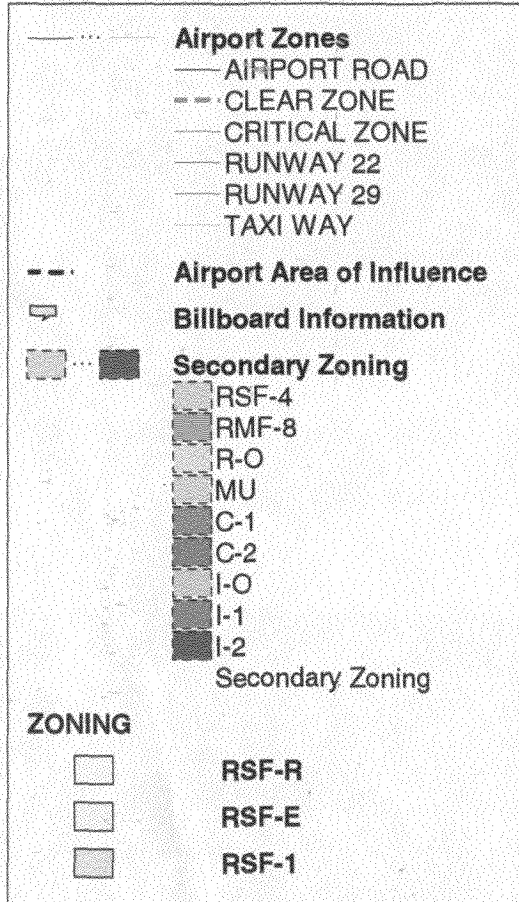 Airport Zones
AIRPORT ROAD
CLEAR ZONE
CRITICAL ZONE
RUNWAY 22
RUNWAY 29
TAXI WAY
Airport Area of Influence
Billboard Information
Secondary Zoning
RSF-4
RMF-8
R-O
MU
C-1
C-2
I-O
I-1
I-2
Secondary Zoning
ZONING
RSF-R
RSF-E
RSF-1